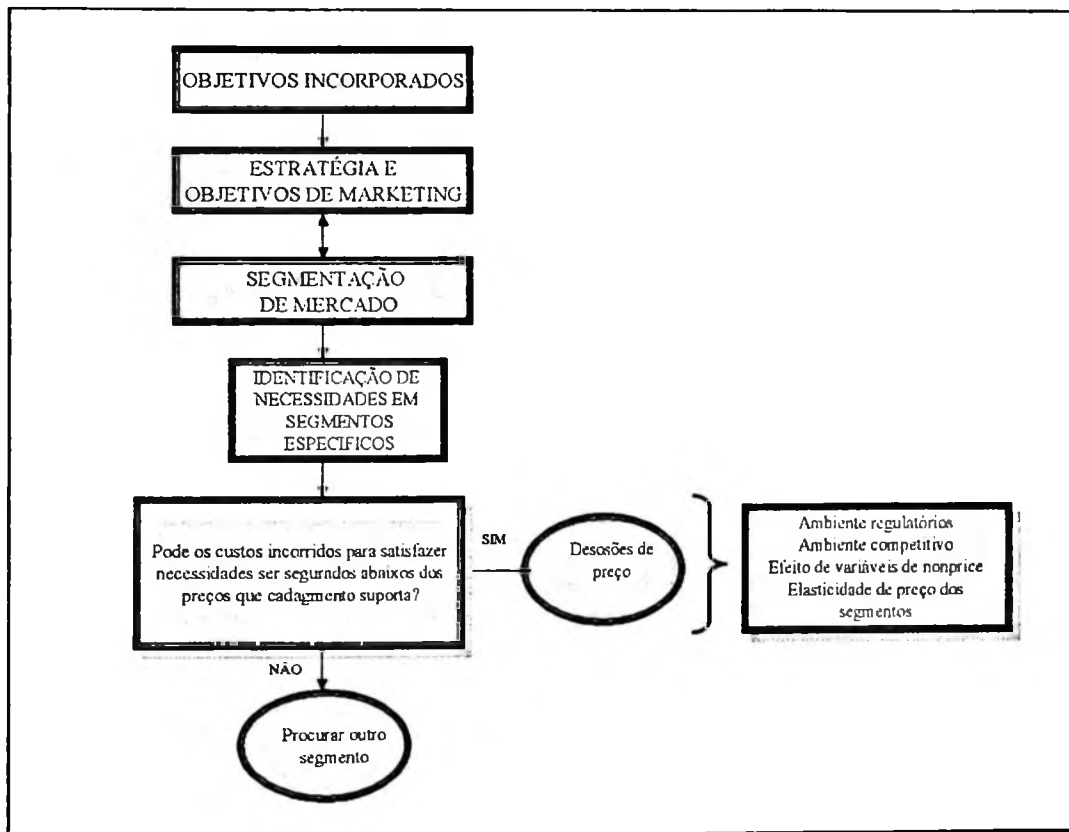 OBJETIVOS INCORPORADOS
ESTRATÉGIA E
OBJETIVOS DE MARKETING
SEGMENTAÇÃO
DE MERCADO
IDENTIFICAÇÃO DE
NECESSIDADES EM
SEGMENTOS
ESPECIFICOS
Pode os custos incorridos para satisfazer
necessidades ser segurados abaixos dos
preços que cadagmento suporta?
SIM
Desosões de
preço
Ambiente regulatórios
Ambiente competitivo
Efeito de variáveis de nonprice
Elasticidade de preço dos
segmentos
NÃO
Procurar outro
segmento